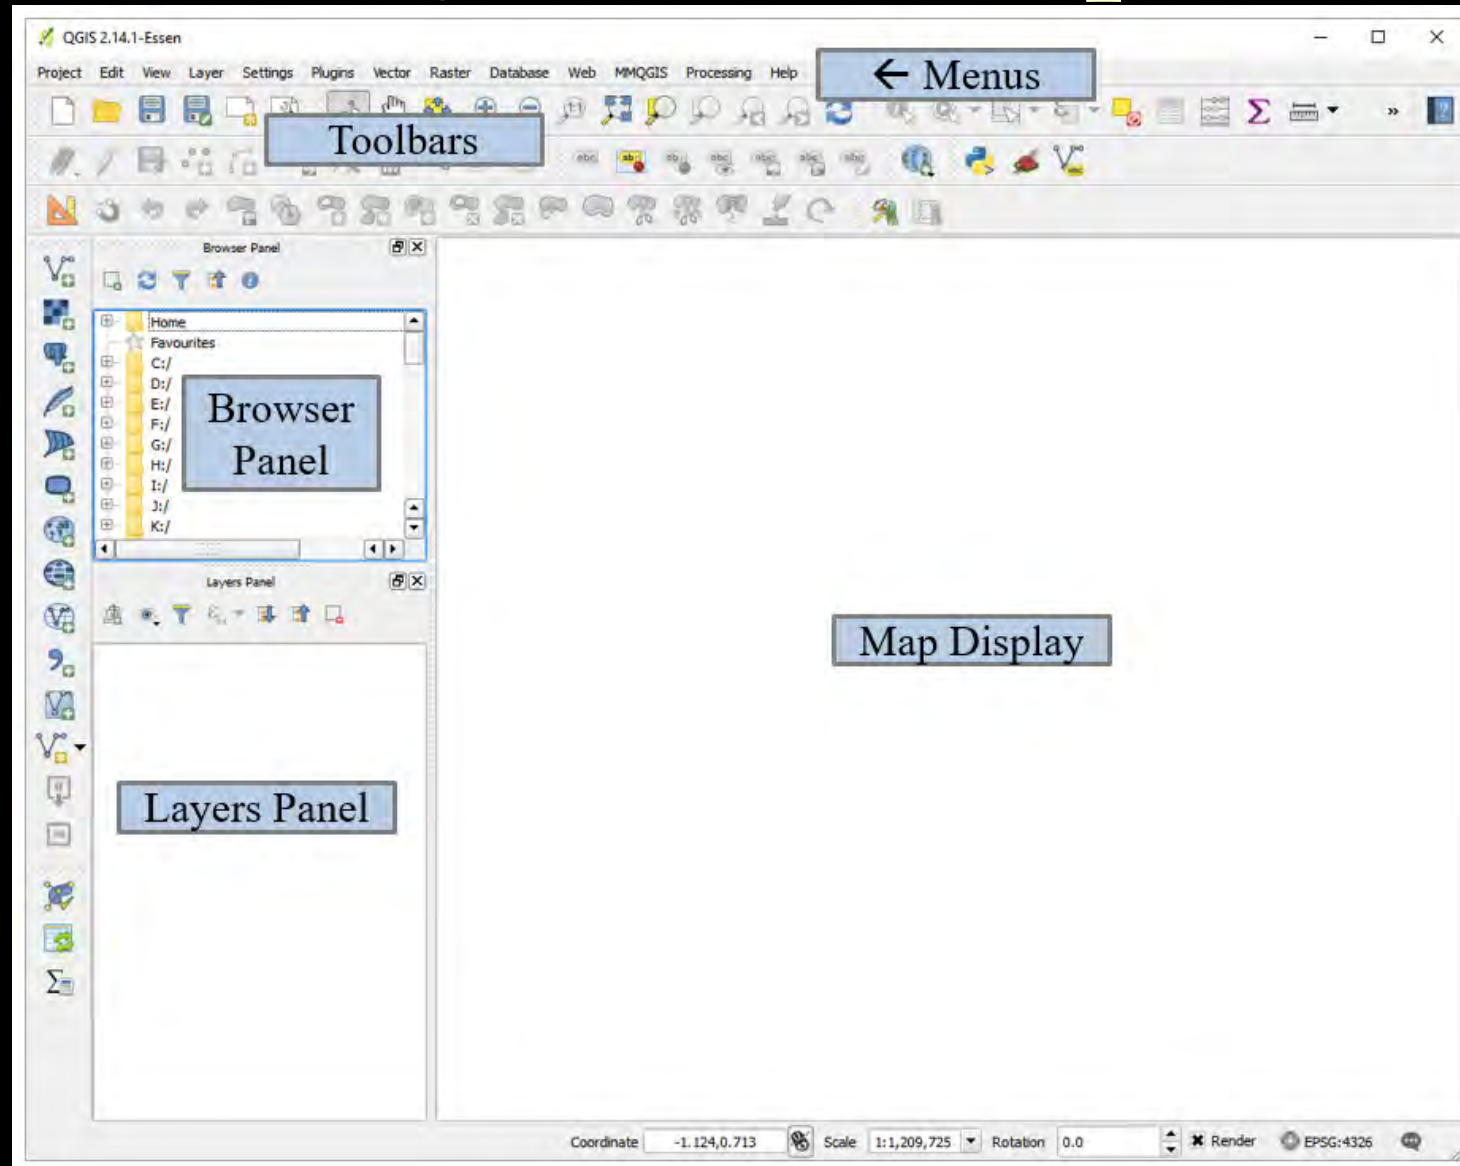 QGIS 2.14.1-Essen
Project Edit View Layer Settings Plugins Vector Raster Database Web MMQGIS Processing Help
← Menus
Toolbars
Browser Panel
Home
Favourites
C:/
D:/
E:/
F:/
G:/
H:/
I:/
J:/
K:/
Browser
Panel
Layers Panel
Map Display
Layers Panel
Coordinate -1.124,0.713 Scale 1:1,209,725 Rotation 0.0 Render EPSG:4326